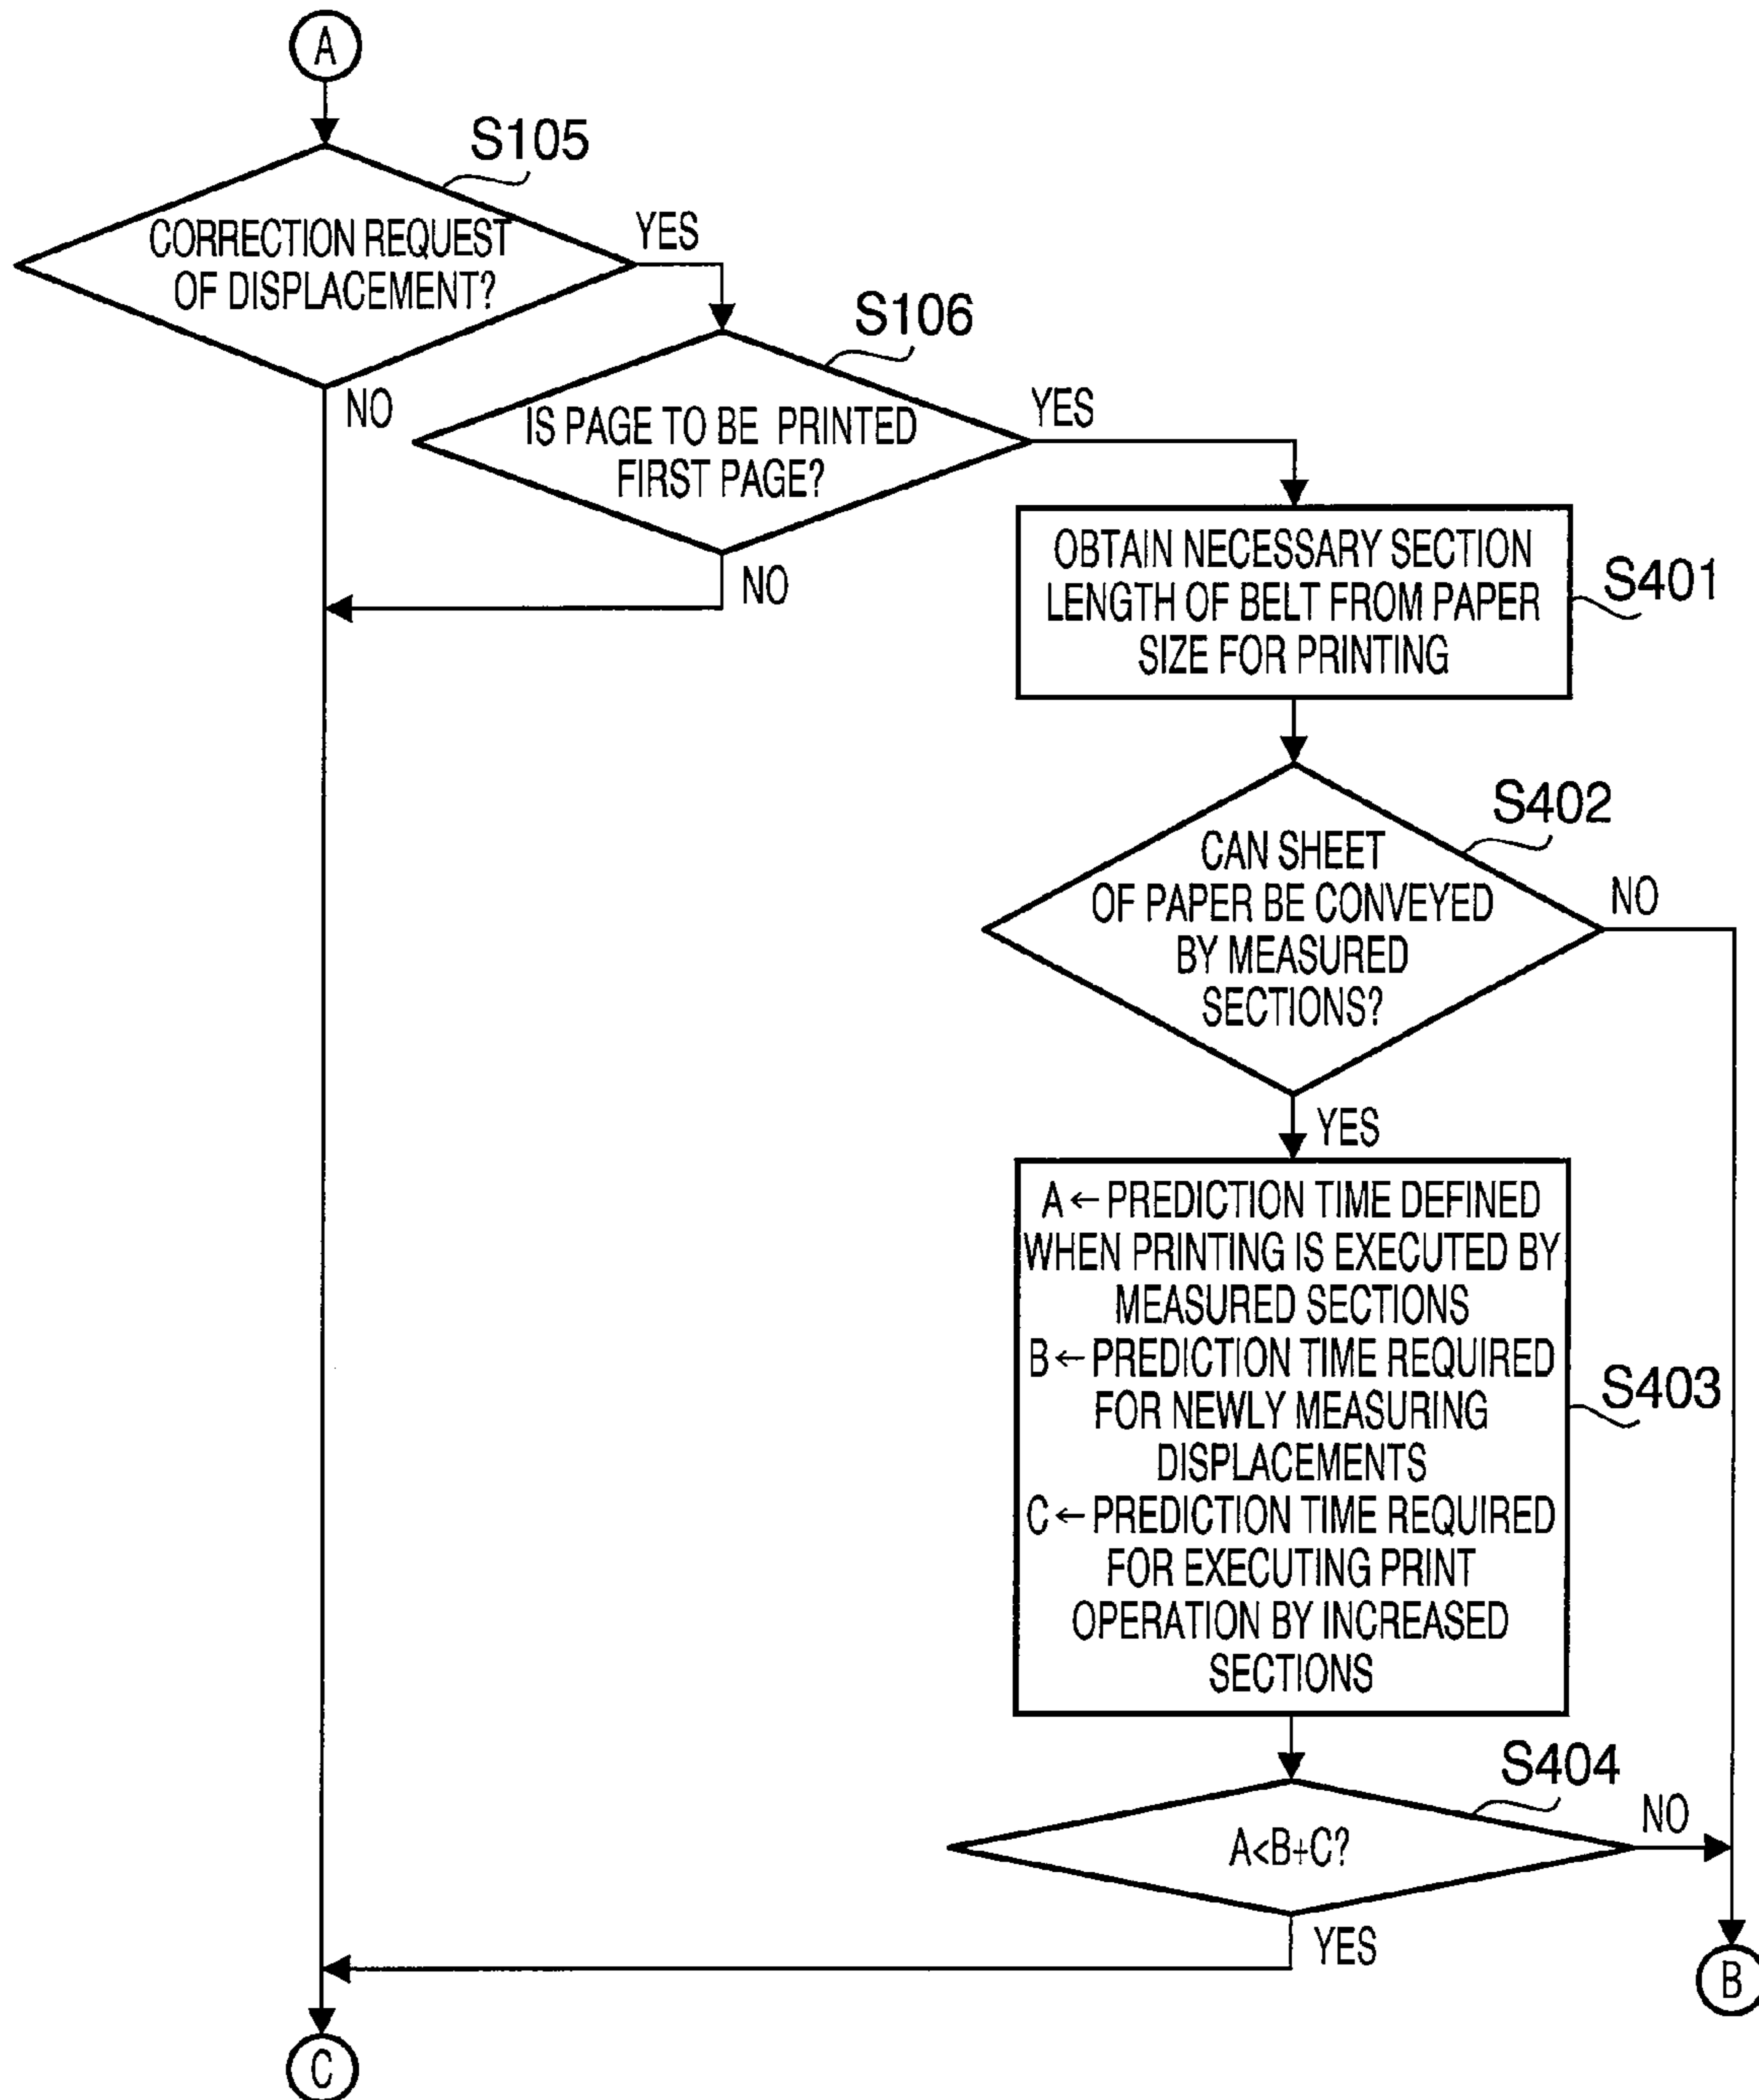 A
S105
CORRECTION REQUEST
OF DISPLACEMENT?
YES
NO
S106
IS PAGE TO BE PRINTED
FIRST PAGE?
YES
NO
OBTAIN NECESSARY SECTION
LENGTH OF BELT FROM PAPER
SIZE FOR PRINTING
S401
S402
CAN SHEET
OF PAPER BE CONVEYED
BY MEASURED
SECTIONS?
NO
YES
A ← PREDICTION TIME DEFINED
WHEN PRINTING IS EXECUTED BY
MEASURED SECTIONS
B ← PREDICTION TIME REQUIRED
FOR NEWLY MEASURING
DISPLACEMENTS
C ← PREDICTION TIME REQUIRED
FOR EXECUTING PRINT
OPERATION BY INCREASED
SECTIONS
S403
S404
A<B+C?
NO
YES
B
C